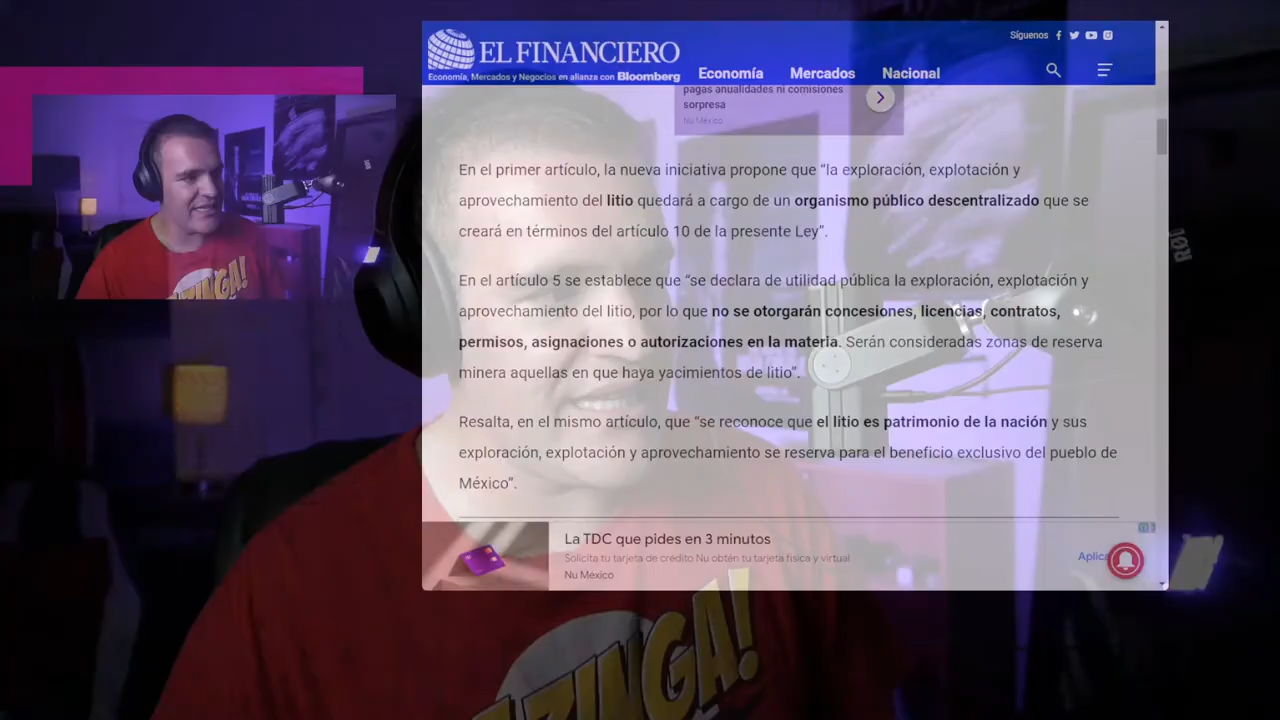 Síguenos
EL FINANCIERO
Economía, Mercados y Negocios en alianza con Bloomberg
Economía Mercados Nacional
pagas anualidades ni comisiones
sorpresa
Nu México
En el primer artículo, la nueva iniciativa propone que “la exploración, explotación y
aprovechamiento del litio quedará a cargo de un organismo público descentralizado que se
creará en términos del artículo 10 de la presente Ley”.
En el artículo 5 se establece que “se declara de utilidad pública la exploración, explotación y
aprovechamiento del litio, por lo que no se otorgarán concesiones, licencias, contratos,
permisos, asignaciones o autorizaciones en la materia. Serán consideradas zonas de reserva
minera aquellas en que haya yacimientos de litio”.
Resalta, en el mismo artículo, que “se reconoce que el litio es patrimonio de la nación y sus
exploración, explotación y aprovechamiento se reserva para el beneficio exclusivo del pueblo de
México”.
La TDC que pides en 3 minutos
Solicita tu tarjeta de crédito Nu obtén tu tarjeta física y virtual
Nu México
Aplica
ZINGA!
AZINGA!